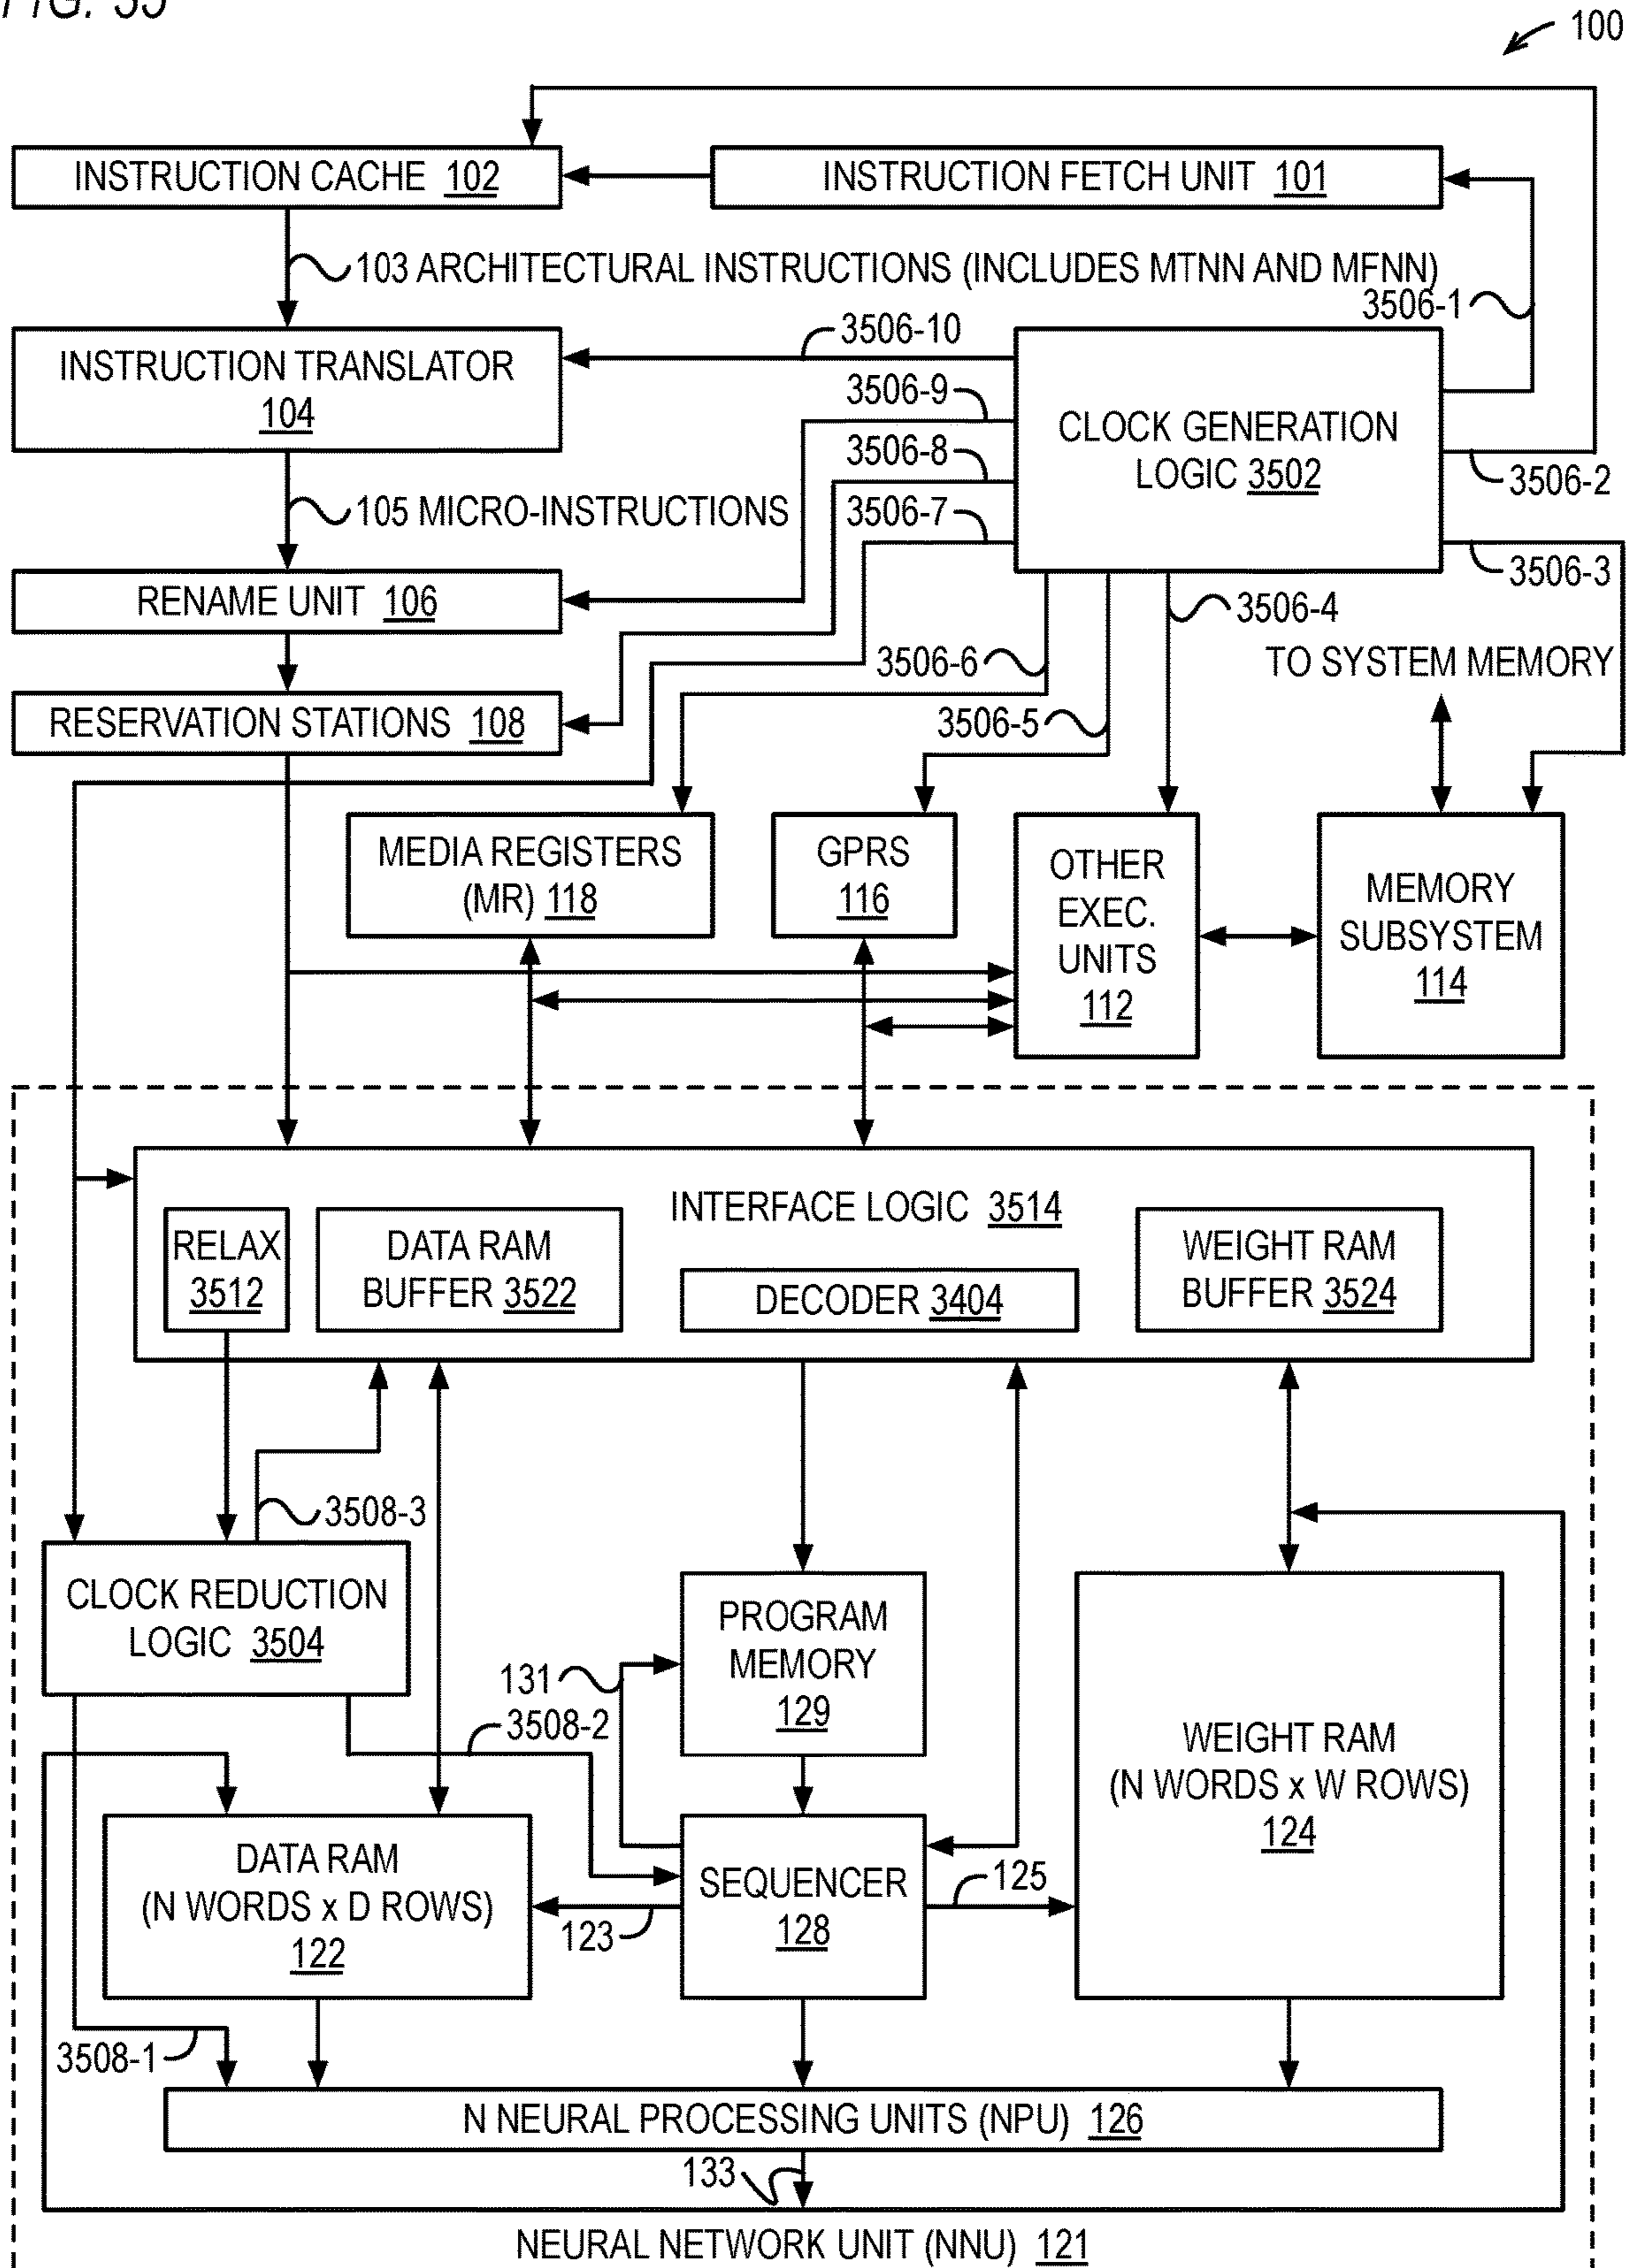 FIG. 35
100
INSTRUCTION CACHE 102
INSTRUCTION FETCH UNIT 101
103 ARCHITECTURAL INSTRUCTIONS (INCLUDES MTNN AND MFNN)
3506-1
3506-10
INSTRUCTION TRANSLATOR
104
3506-9
CLOCK GENERATION
LOGIC 3502
3506-8
3506-2
105 MICRO-INSTRUCTIONS
3506-7
3506-3
RENAME UNIT 106
3506-4
3506-6
TO SYSTEM MEMORY
RESERVATION STATIONS 108
3506-5
MEDIA REGISTERS
(MR) 118
GPRS
116
OTHER
EXEC.
UNITS
112
MEMORY
SUBSYSTEM
114
INTERFACE LOGIC 3514
RELAX
3512
DATA RAM
BUFFER 3522
DECODER 3404
WEIGHT RAM
BUFFER 3524
3508-3
CLOCK REDUCTION
LOGIC 3504
PROGRAM
MEMORY
129
131
3508-2
WEIGHT RAM
(N WORDS x W ROWS)
124
DATA RAM
(N WORDS x D ROWS)
122
SEQUENCER
128
125
123
3508-1
N NEURAL PROCESSING UNITS (NPU) 126
133
NEURAL NETWORK UNIT (NNU) 121